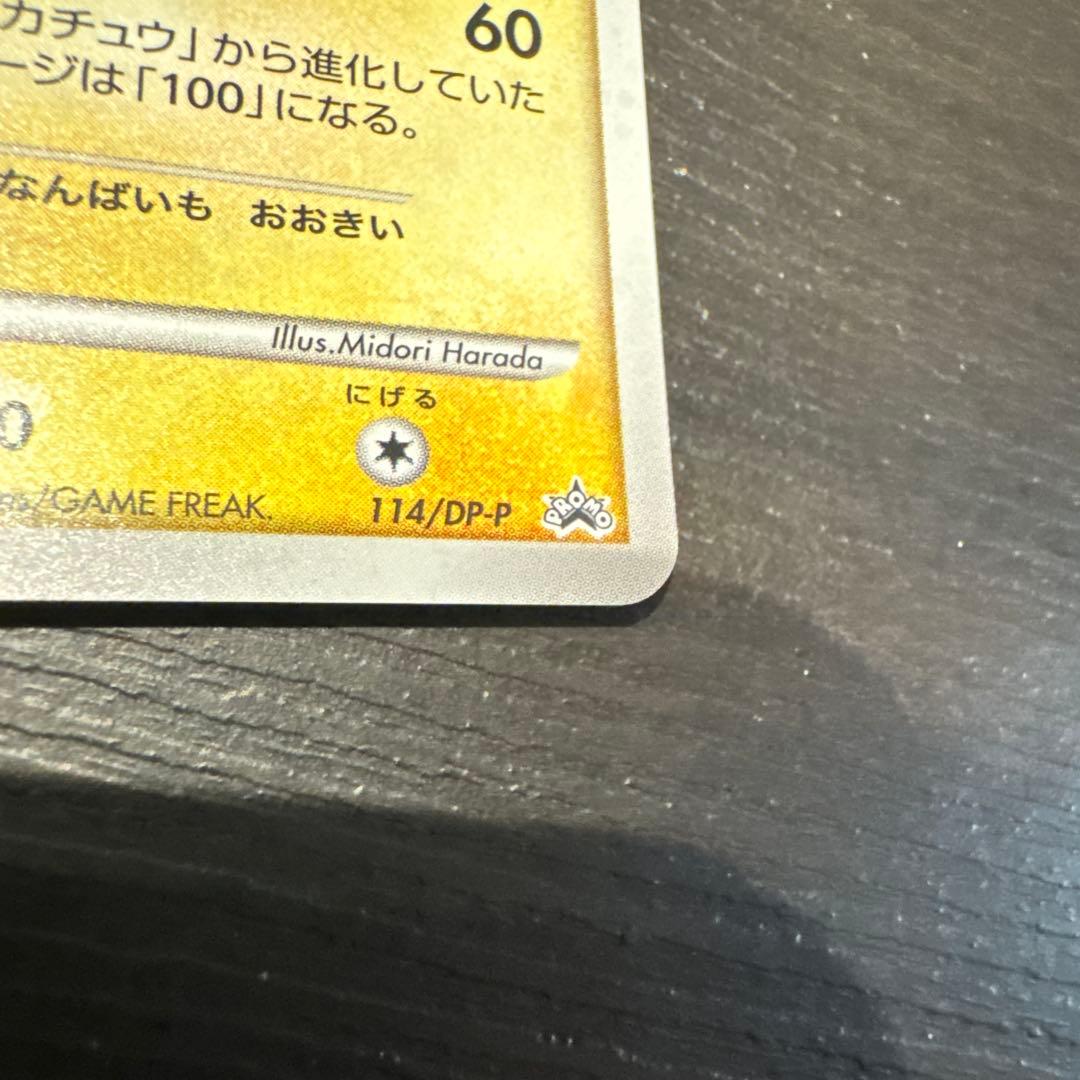 60
カチュウ」から進化していた
ージは「100」になる。
なんばいも おおきい
Illus.Midori Harada
にげる
0
/GAME FREAK.
114/DP-P
PROMO